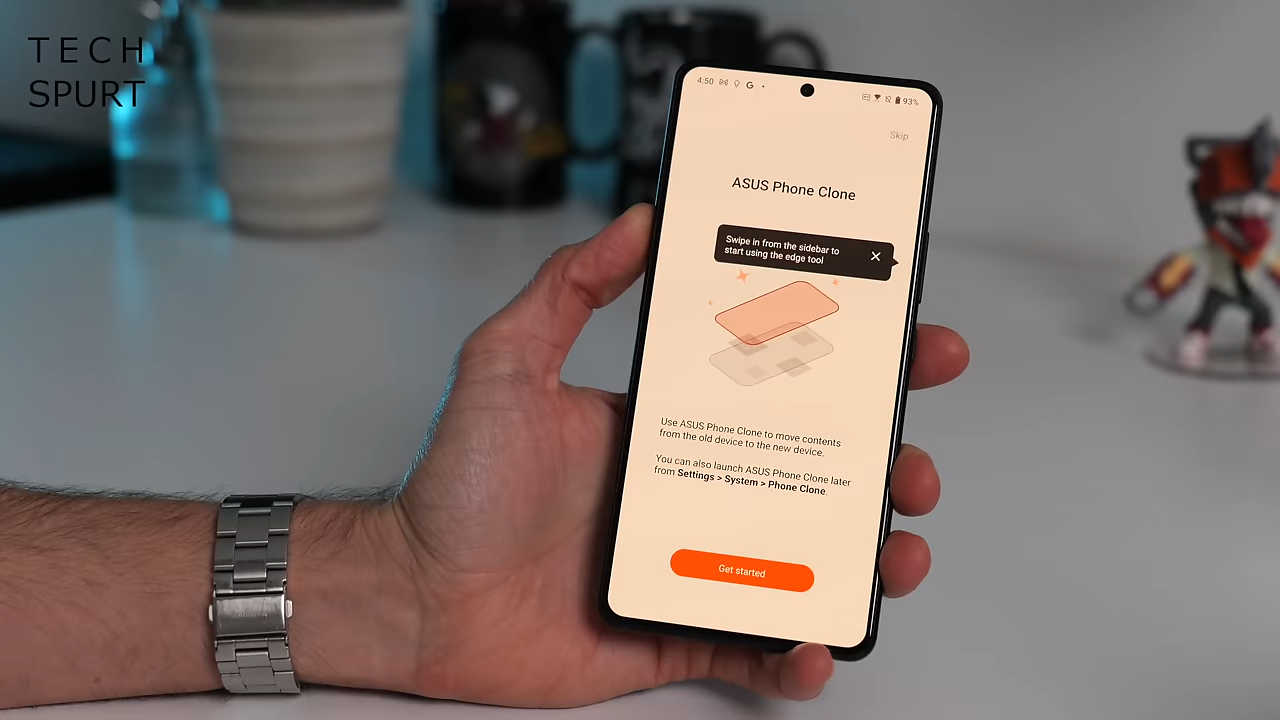 TECH
SPURT
4:50
93%
Skip
ASUS Phone Clone
Swipe in from the sidebar to
start using the edge tool
Use ASUS Phone Clone to move contents
from the old device to the new device.
You can also launch ASUS Phone Clone later
from Settings > System > Phone Clone.
Get started